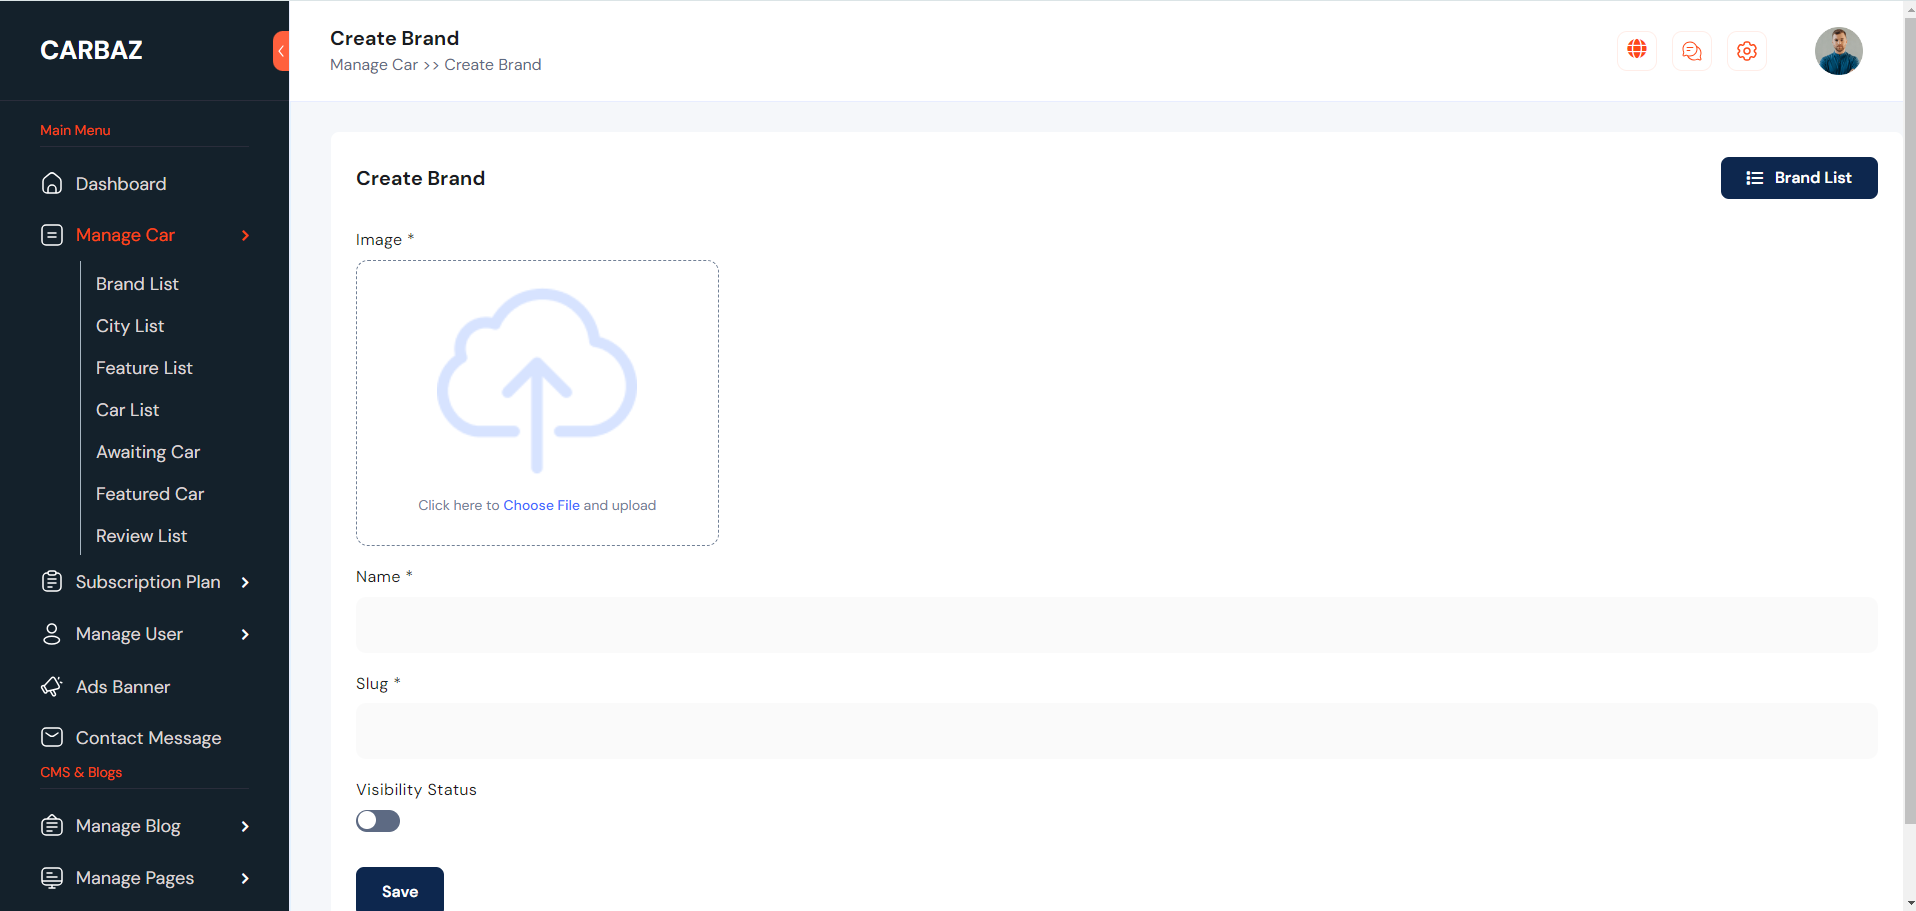 CARBAZ
Main Menu
Dashboard
Manage Car
Brand List
City List
Feature List
Car List
Awaiting Car
Featured Car
Review List
Subscription Plan
Manage User
Ads Banner
Contact Message
CMS & Blogs
Manage Blog
Manage Pages
Create Brand
Manage Car >> Create Brand
Create Brand
Brand List
Image *
Click here to Choose File and upload
Name *
Slug *
Visibility Status
Save